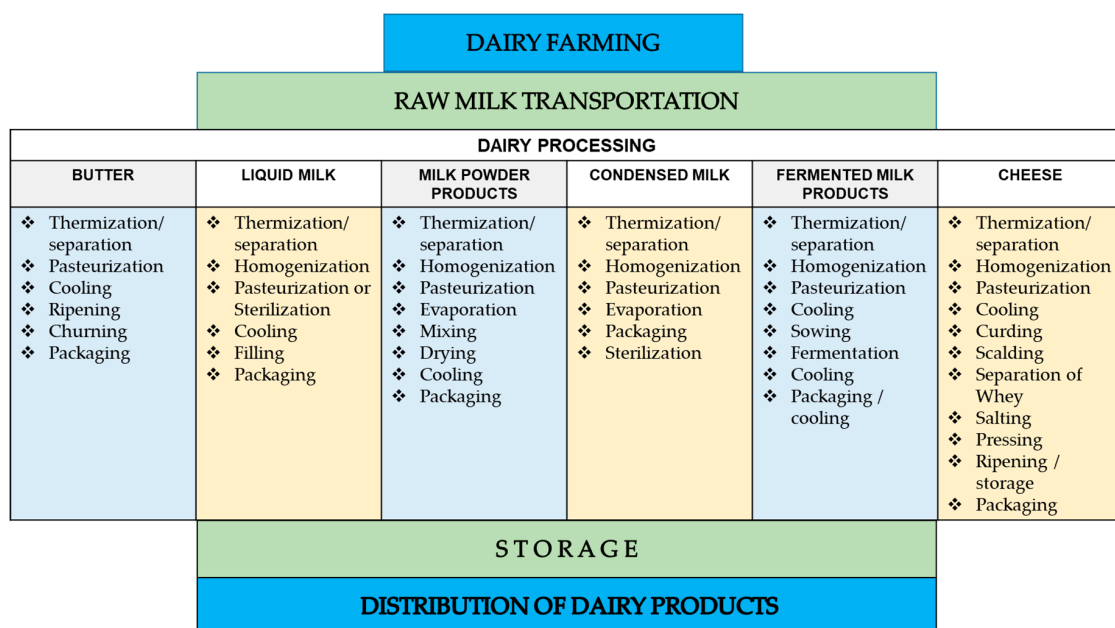 DAIRY FARMING
RAW MILK TRANSPORTATION
DAIRY PROCESSING
BUTTER
❖ Thermization/
separation
❖ Pasteurization
❖ Cooling
❖ Ripening
❖ Churning
❖ Packaging
LIQUID MILK
❖ Thermization/
separation
❖ Homogenization
❖ Pasteurization or
Sterilization
❖ Cooling
❖ Filling
❖ Packaging
MILK POWDER
PRODUCTS
❖ Thermization/
separation
❖ Homogenization
❖ Pasteurization
❖ Evaporation
❖ Mixing
❖ Drying
❖ Cooling
❖ Packaging
CONDENSED MILK
❖ Thermization/
separation
❖ Homogenization
❖ Pasteurization
❖ Evaporation
❖ Packaging
❖ Sterilization
FERMENTED MILK
PRODUCTS
❖ Thermization/
separation
❖ Homogenization
❖ Pasteurization
❖ Cooling
❖ Sowing
❖ Fermentation
❖ Cooling
❖ Packaging /
cooling
CHEESE
❖ Thermization/
separation
❖ Homogenization
❖ Pasteurization
❖ Cooling
❖ Curding
❖ Scalding
❖ Separation of
Whey
❖ Salting
❖ Pressing
❖ Ripening /
storage
❖ Packaging
S T O R A G E
DISTRIBUTION OF DAIRY PRODUCTS